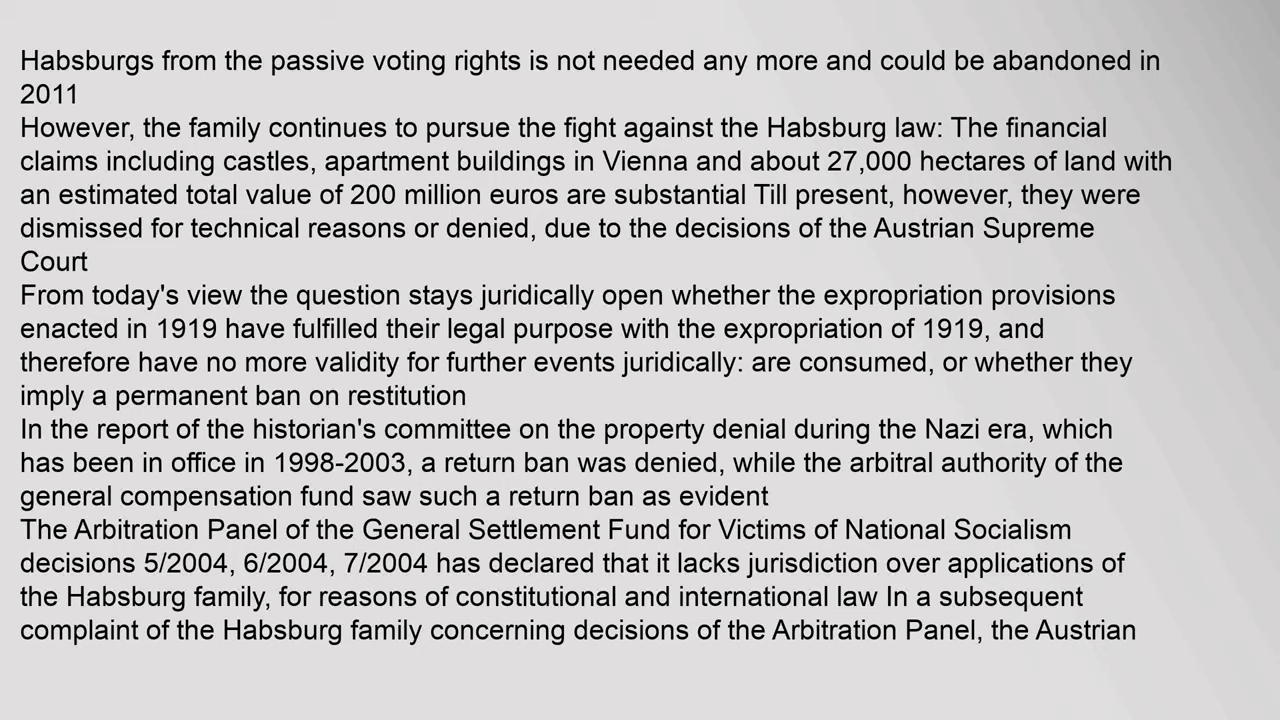 Habsburgs from the passive voting rights is not needed any more and could be abandoned in
2011
However, the family continues to pursue the fight against the Habsburg law: The financial
claims including castles, apartment buildings in Vienna and about 27,000 hectares of land with
an estimated total value of 200 million euros are substantial Till present, however, they were
dismissed for technical reasons or denied, due to the decisions of the Austrian Supreme
Court
From today's view the question stays juridically open whether the expropriation provisions
enacted in 1919 have fulfilled their legal purpose with the expropriation of 1919, and
therefore have no more validity for further events juridically: are consumed, or whether they
imply a permanent ban on restitution
In the report of the historian's committee on the property denial during the Nazi era, which
has been in office in 1998-2003, a return ban was denied, while the arbitral authority of the
general compensation fund saw such a return ban as evident
The Arbitration Panel of the General Settlement Fund for Victims of National Socialism
decisions 5/2004, 6/2004, 7/2004 has declared that it lacks jurisdiction over applications of
the Habsburg family, for reasons of constitutional and international law In a subsequent
complaint of the Habsburg family concerning decisions of the Arbitration Panel, the Austrian